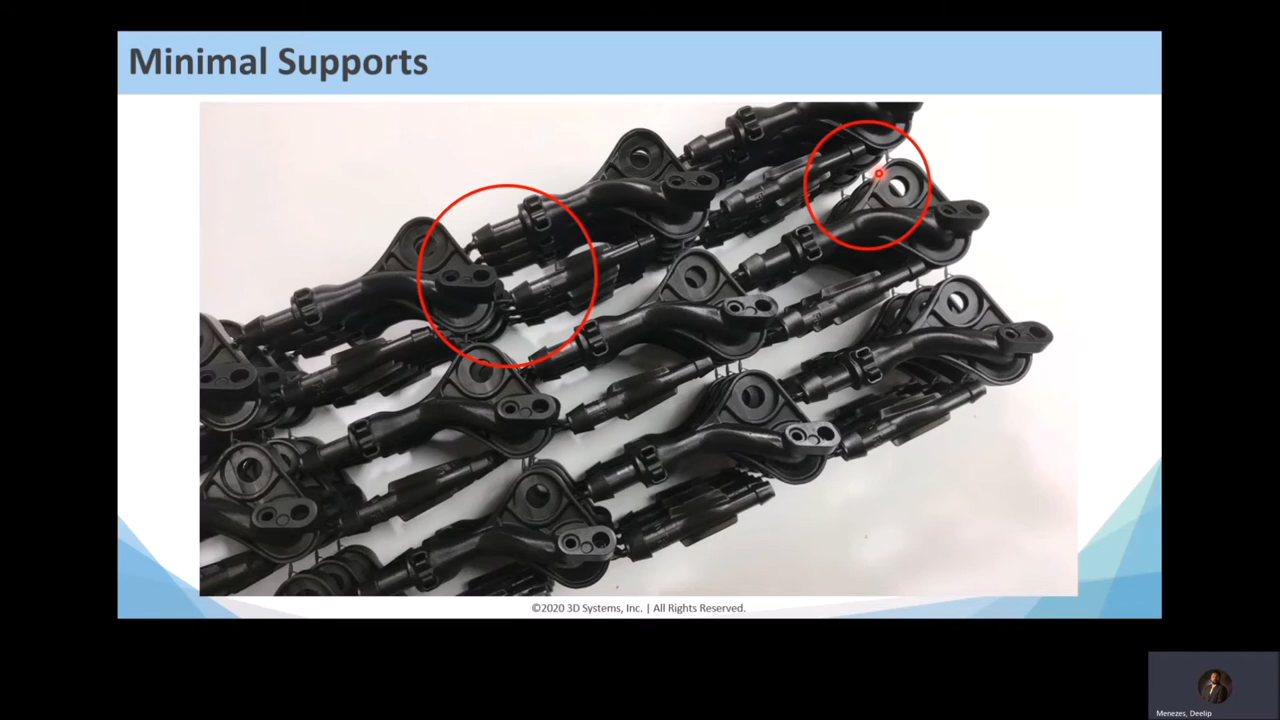 Minimal Supports
©2020 3D Systems, Inc. | All Rights Reserved.
Menezes, Deelip